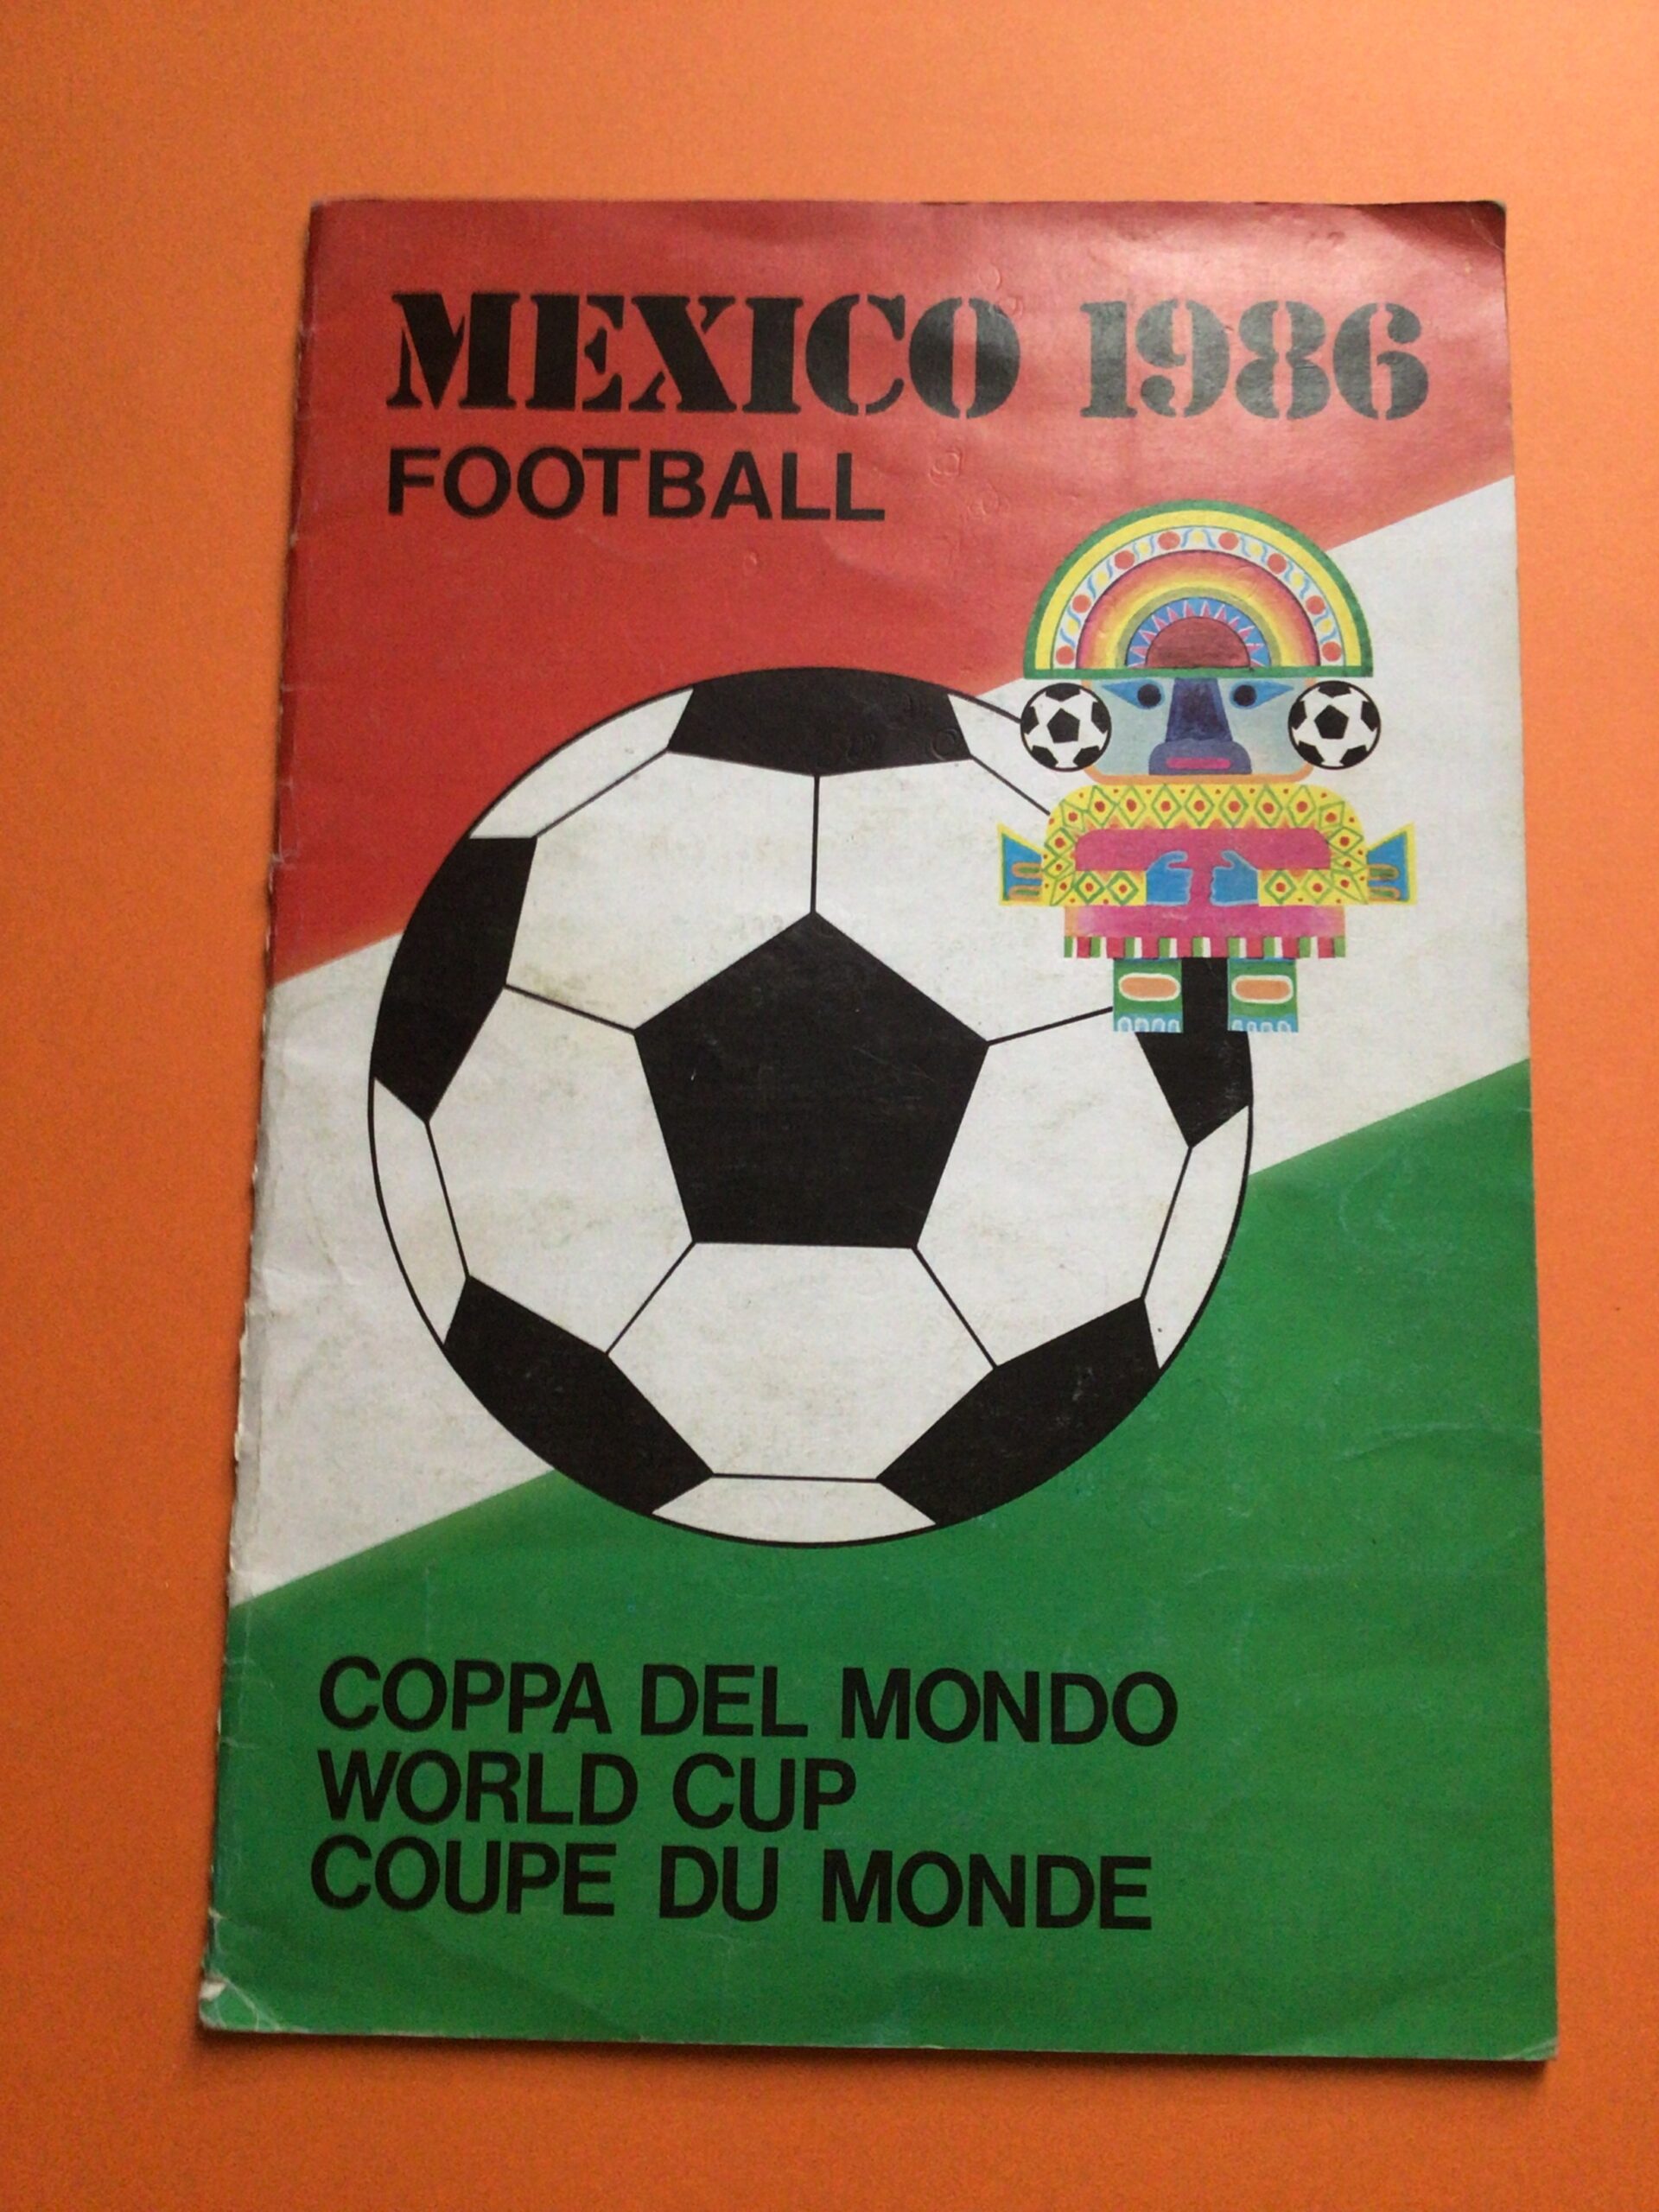 MEXICO 1986
FOOTBALL
COPPA DEL MONDO
WORLD CUP
COUPE DU MONDE